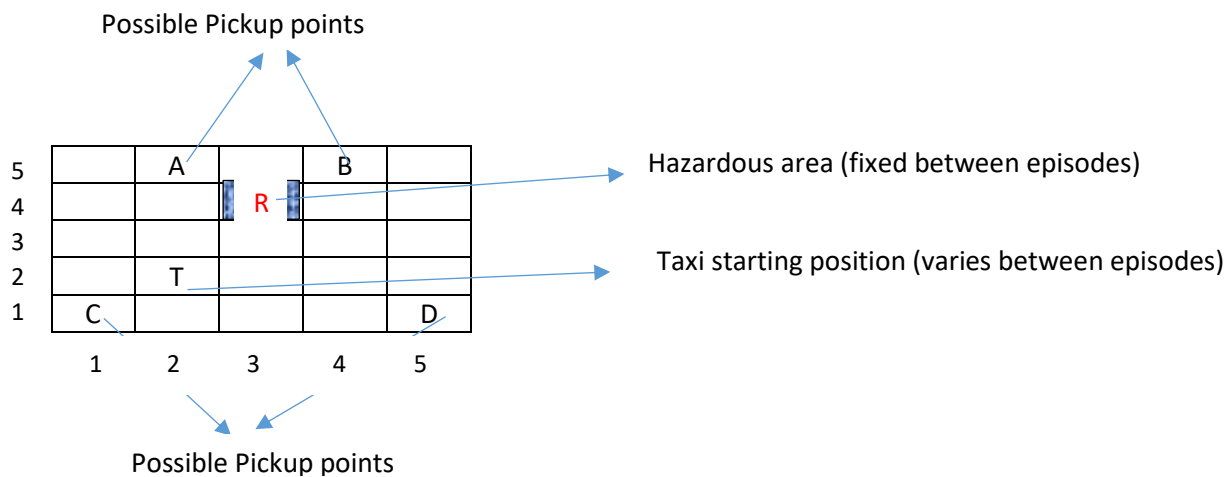 Possible Pickup points
5 A B
Hazardous area (fixed between episodes)
4 R
3
2 T
Taxi starting position (varies between episodes)
1 C D
1 2 3 4 5
Possible Pickup points